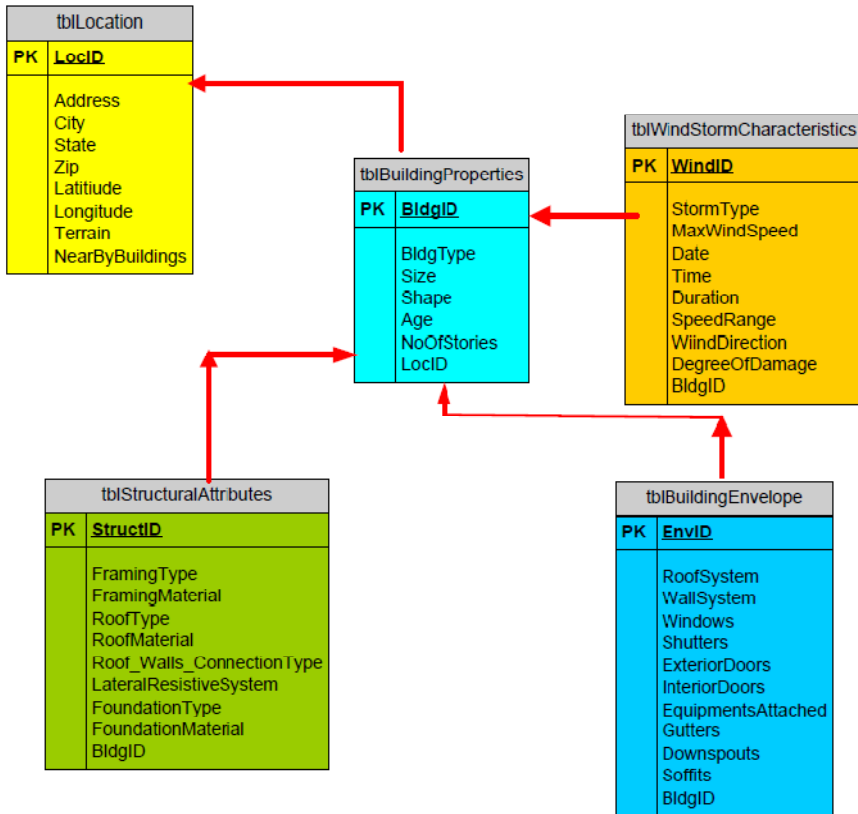 tblLocation
PK LocID
Address
City
State
Zip
Latitiude
Longitude
Terrain
NearByBuildings
tblBuildingProperties
PK BldgID
BldgType
Size
Shape
Age
NoOfStories
LocID
tblWindStormCharacteristics
PK WindID
StormType
MaxWindSpeed
Date
Time
Duration
SpeedRange
WiindDirection
DegreeOfDamage
BldgID
tblStructuralAttributes
PK StructID
FramingType
FramingMaterial
RoofType
RoofMaterial
Roof_Walls_ConnectionType
LateralResistiveSystem
FoundationType
FoundationMaterial
BldgID
tblBuildingEnvelope
PK EnvID
RoofSystem
WallSystem
Windows
Shutters
ExteriorDoors
InteriorDoors
EquipmentsAttached
Gutters
Downspouts
Soffits
BldgID